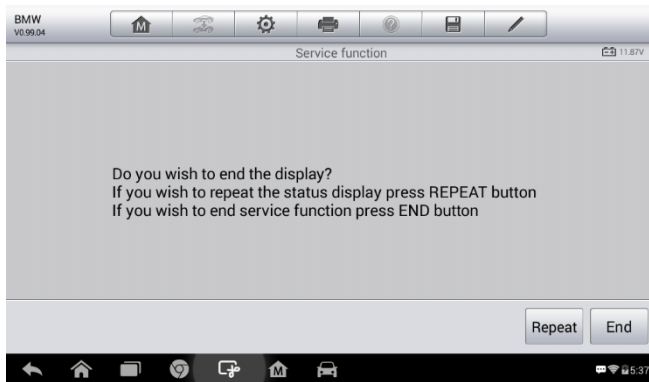 BMW
V0.99.04
M
Service function
11.87V
Do you wish to end the display?
If you wish to repeat the status display press REPEAT button
If you wish to end service function press END button
Repeat
End
M
5:37